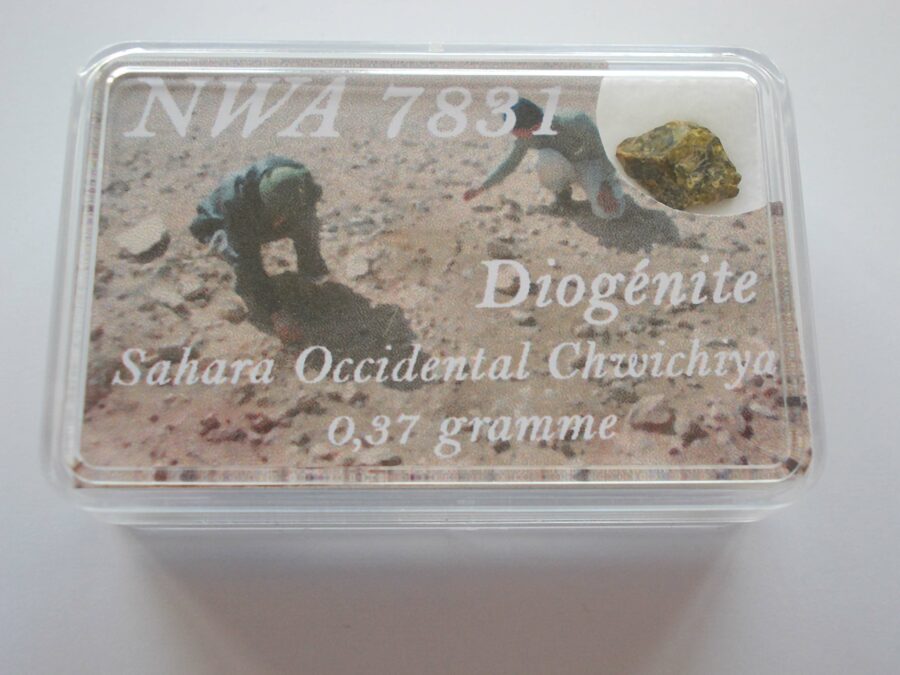 NWA 7831
Diogénite
Sahara Occidental Chwichiya
0,37 gramme